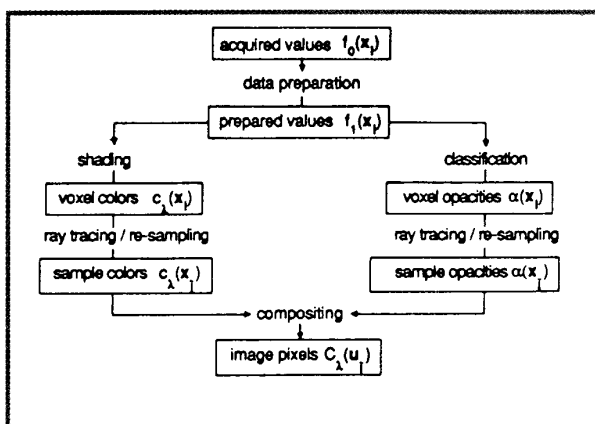 acquired values f₀(xᵢ)
data preparation
prepared values f₁(xᵢ)
shading
classification
voxel colors c_λ(xᵢ)
voxel opacities α(xᵢ)
ray tracing / re-sampling
ray tracing / re-sampling
sample colors c_λ(xᵢ)
sample opacities α(xᵢ)
compositing
image pixels C_λ(uᵢ)